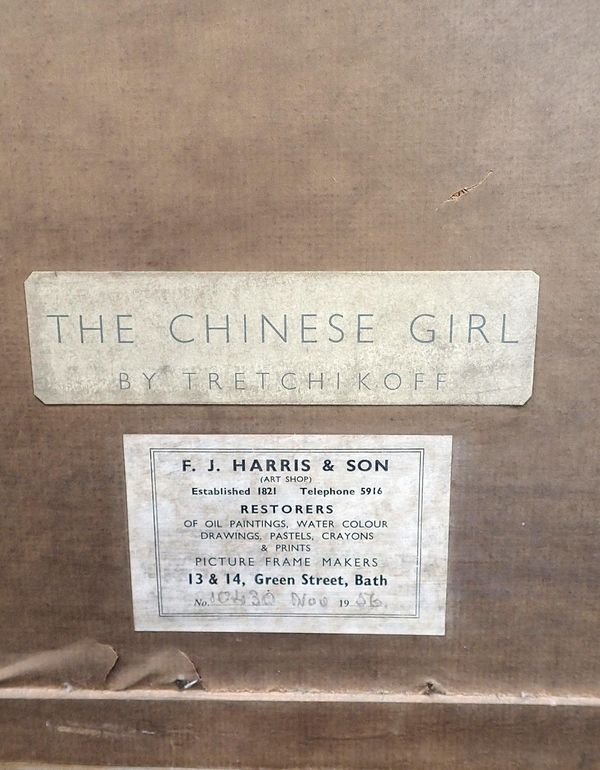 THE CHINESE GIRL
BY TRETCHIKOFF
F. J. HARRIS & SON
(ART SHOP)
Established 1821 Telephone 5916
RESTORERS
OF OIL PAINTINGS, WATER COLOUR
DRAWINGS, PASTELS, CRAYONS
& PRINTS
PICTURE FRAME MAKERS
13 & 14, Green Street, Bath
No. Nov 19 56